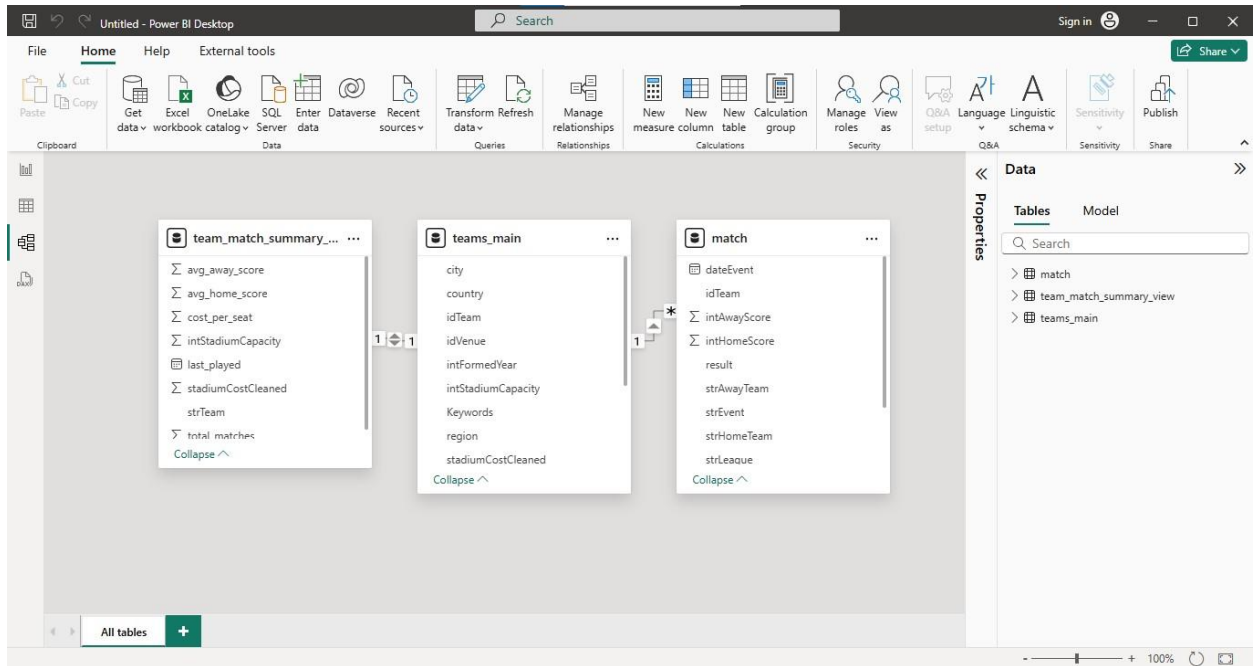 Untitled - Power BI Desktop
Search
Sign in
File Home Help External tools
Share
Paste
Cut
Copy
Get data
Excel workbook
OneLake catalog
SQL Server
Enter data
Dataverse
Recent sources
Transform data
Refresh
Manage relationships
New measure
New column
New table
Calculation group
Manage roles
View as
Q&A setup
Language
Linguistic schema
Sensitivity
Publish
Clipboard
Data
Queries
Relationships
Calculations
Security
Q&A
Sensitivity
Share
team_match_summary_... ...
avg_away_score
avg_home_score
cost_per_seat
intStadiumCapacity
last_played
stadiumCostCleaned
strTeam
total_matches
Collapse
1 1
teams_main ...
city
country
idTeam
idVenue
intFormedYear
intStadiumCapacity
Keywords
region
stadiumCostCleaned
Collapse
1 *
match ...
dateEvent
idTeam
intAwayScore
intHomeScore
result
strAwayTeam
strEvent
strHomeTeam
strLeague
Collapse
Properties
Data
Tables Model
Search
match
team_match_summary_view
teams_main
All tables +
- + 100%